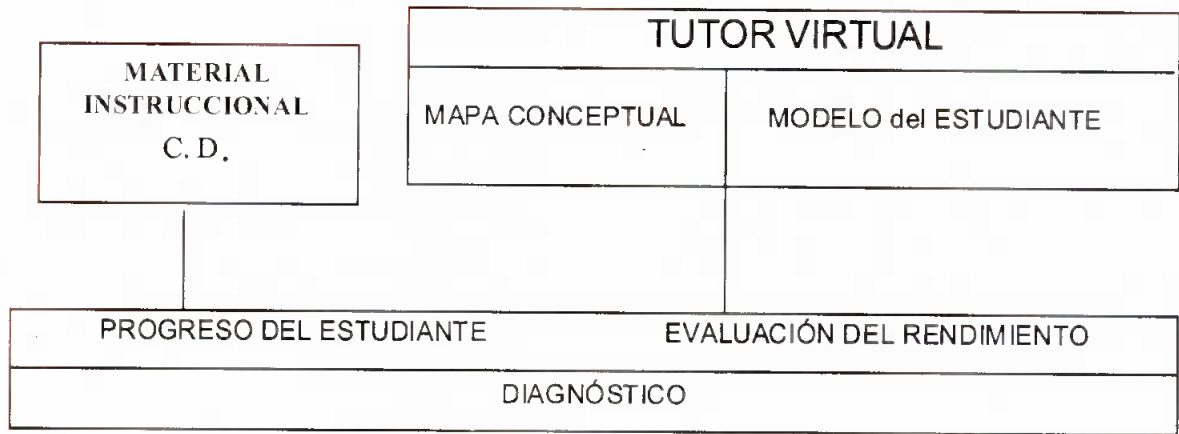 MATERIAL
INSTRUCCIONAL
C. D.
TUTOR VIRTUAL
MAPA CONCEPTUAL
MODELO del ESTUDIANTE
PROGRESO DEL ESTUDIANTE
EVALUACIÓN DEL RENDIMIENTO
DIAGNÓSTICO